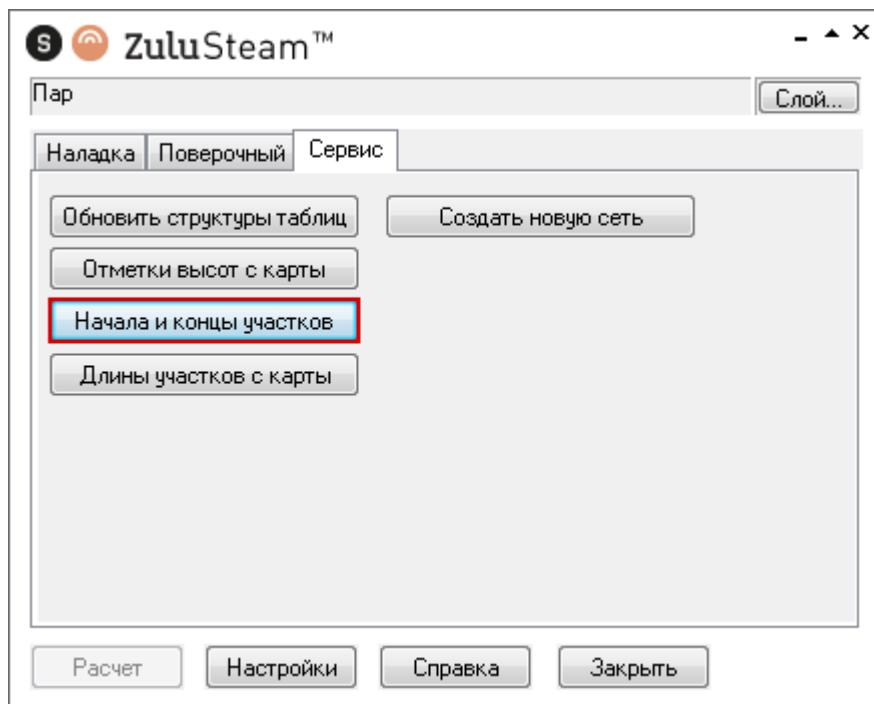 S ZuluSteam™
Пар
Слой...
Наладка Поверочный Сервис
Обновить структуры таблиц Создать новую сеть
Отметки высот с карты
Начала и концы участков
Длины участков с карты
Расчет Настройки Справка Закрыть